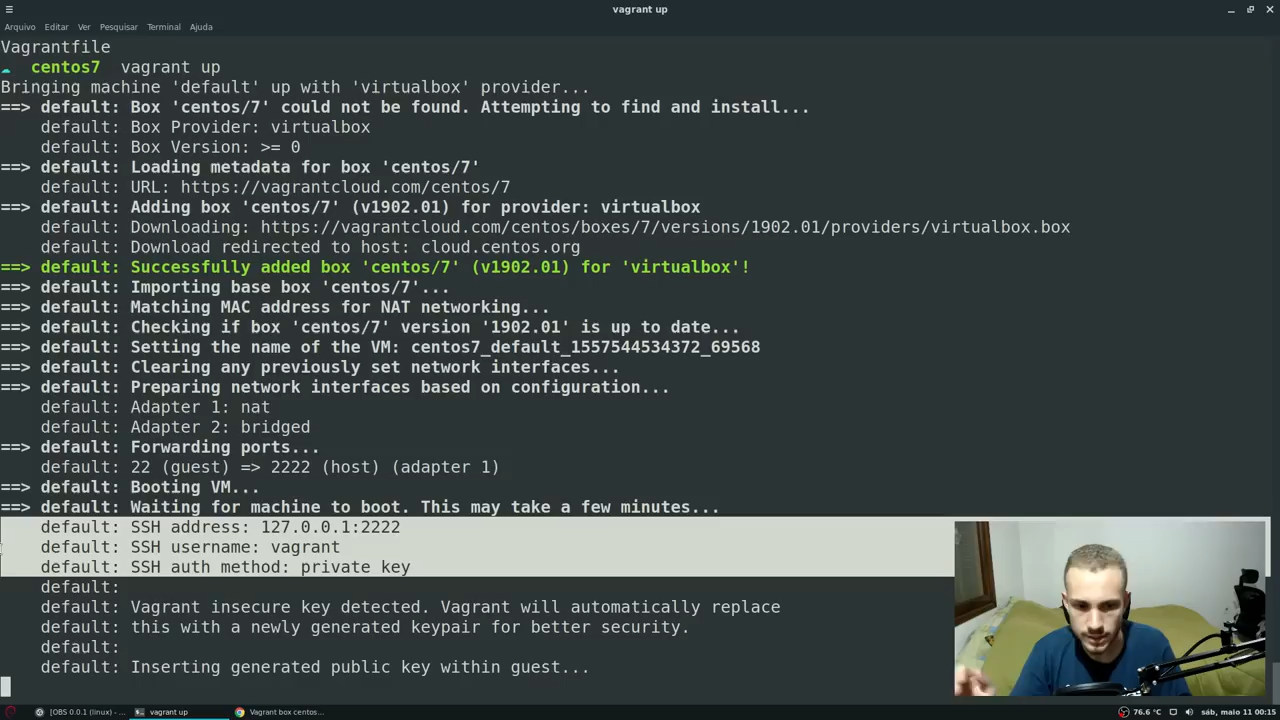 vagrant up
Arquivo Editar Ver Pesquisar Terminal Ajuda
Vagrantfile
centos7 vagrant up
Bringing machine 'default' up with 'virtualbox' provider...
==> default: Box 'centos/7' could not be found. Attempting to find and install...
default: Box Provider: virtualbox
default: Box Version: >= 0
==> default: Loading metadata for box 'centos/7'
default: URL: https://vagrantcloud.com/centos/7
==> default: Adding box 'centos/7' (v1902.01) for provider: virtualbox
default: Downloading: https://vagrantcloud.com/centos/boxes/7/versions/1902.01/providers/virtualbox.box
default: Download redirected to host: cloud.centos.org
==> default: Successfully added box 'centos/7' (v1902.01) for 'virtualbox'!
==> default: Importing base box 'centos/7'...
==> default: Matching MAC address for NAT networking...
==> default: Checking if box 'centos/7' version '1902.01' is up to date...
==> default: Setting the name of the VM: centos7_default_1557544534372_69568
==> default: Clearing any previously set network interfaces...
==> default: Preparing network interfaces based on configuration...
default: Adapter 1: nat
default: Adapter 2: bridged
==> default: Forwarding ports...
default: 22 (guest) => 2222 (host) (adapter 1)
==> default: Booting VM...
==> default: Waiting for machine to boot. This may take a few minutes...
default: SSH address: 127.0.0.1:2222
default: SSH username: vagrant
default: SSH auth method: private key
default:
default: Vagrant insecure key detected. Vagrant will automatically replace
default: this with a newly generated keypair for better security.
default:
default: Inserting generated public key within guest...
[OBS 0.0.1 (linux) - ... vagrant up Vagrant box centos... 76.6 °C sáb, maio 11 00:15